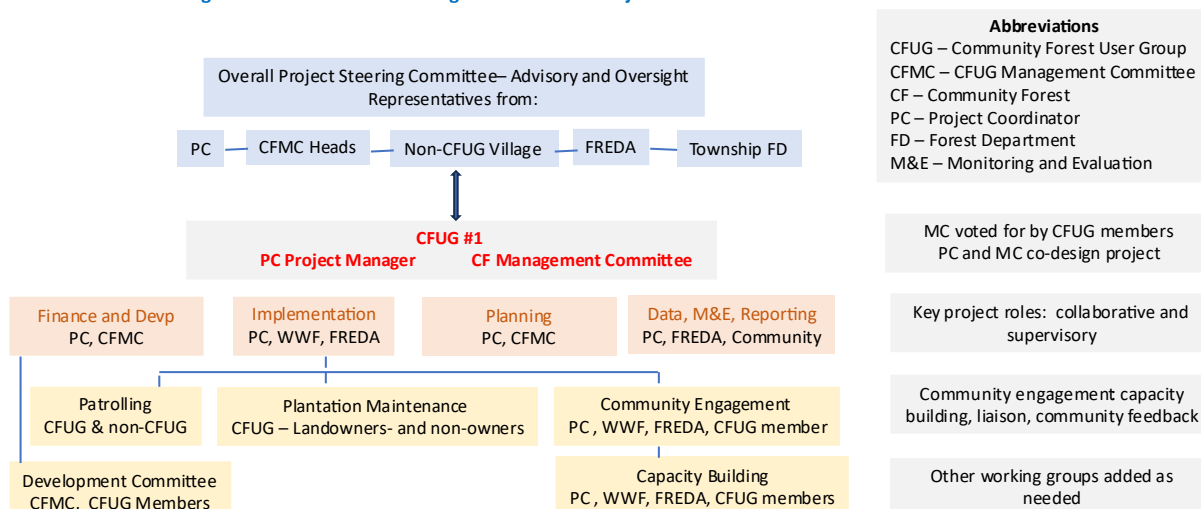 Overall Project Steering Committee– Advisory and Oversight
Representatives from:
PC
CFMC Heads
Non-CFUG Village
FREDA
Township FD
CFUG #1
PC Project Manager
CF Management Committee
Finance and Devp
PC, CFMC
Implementation
PC, WWF, FREDA
Planning
PC, CFMC
Data, M&E, Reporting
PC, FREDA, Community
Patrolling
CFUG & non-CFUG
Plantation Maintenance
CFUG – Landowners- and non-owners
Community Engagement
PC , WWF, FREDA, CFUG member
Development Committee
CFMC, CFUG Members
Capacity Building
PC , WWF, FREDA, CFUG members
Abbreviations
CFUG – Community Forest User Group
CFMC – CFUG Management Committee
CF – Community Forest
PC – Project Coordinator
FD – Forest Department
M&E – Monitoring and Evaluation
MC voted for by CFUG members
PC and MC co-design project
Key project roles: collaborative and
supervisory
Community engagement capacity
building, liaison, community feedback
Other working groups added as
needed